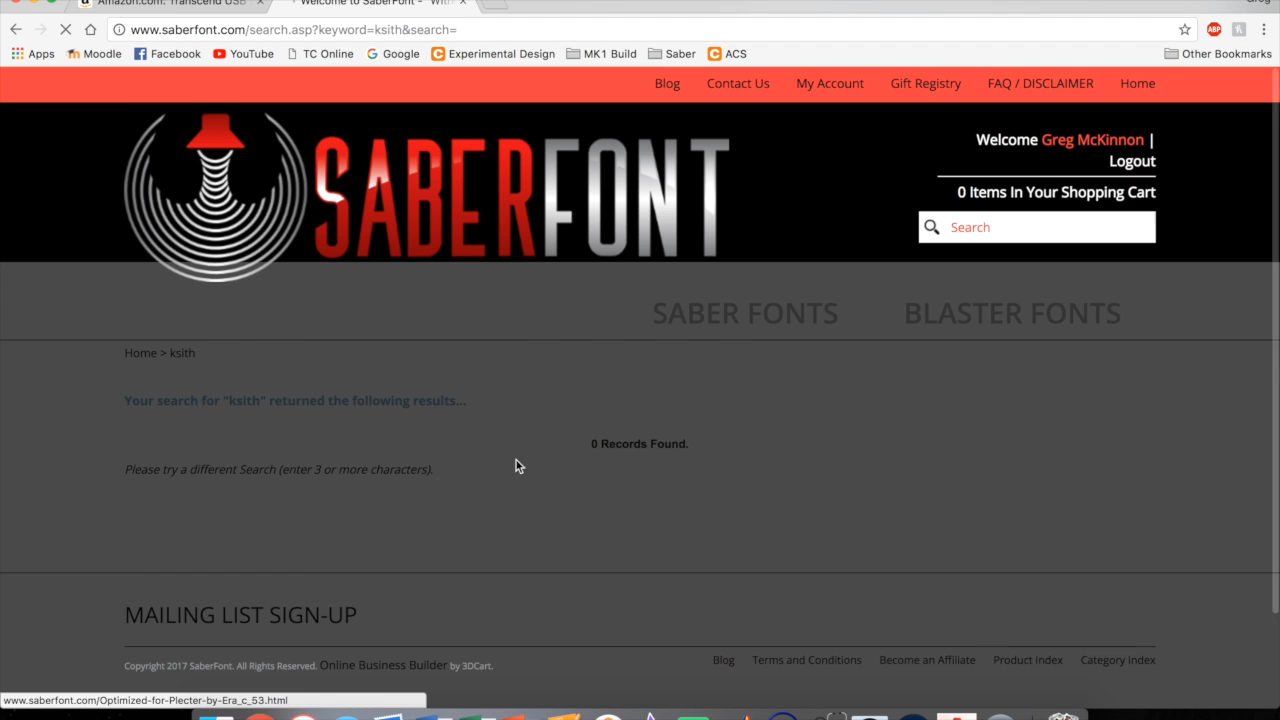 Amazon.com: Transcend USB
Welcome to SaberFont - "With
Greg
www.saberfont.com/search.asp?keyword=ksith&search=
ABP
Apps Moodle Facebook YouTube TC Online Google Experimental Design MK1 Build Saber ACS Other Bookmarks
Blog Contact Us My Account Gift Registry FAQ / DISCLAIMER Home
SABERFONT
Welcome Greg McKinnon |
Logout
0 Items In Your Shopping Cart
Search
SABER FONTS BLASTER FONTS
Home > ksith
Your search for "ksith" returned the following results...
0 Records Found.
Please try a different Search (enter 3 or more characters).
MAILING LIST SIGN-UP
Copyright 2017 SaberFont. All Rights Reserved. Online Business Builder by 3DCart.
Blog Terms and Conditions Become an Affiliate Product Index Category Index
www.saberfont.com/Optimized-for-Plecter-by-Era_c_53.html